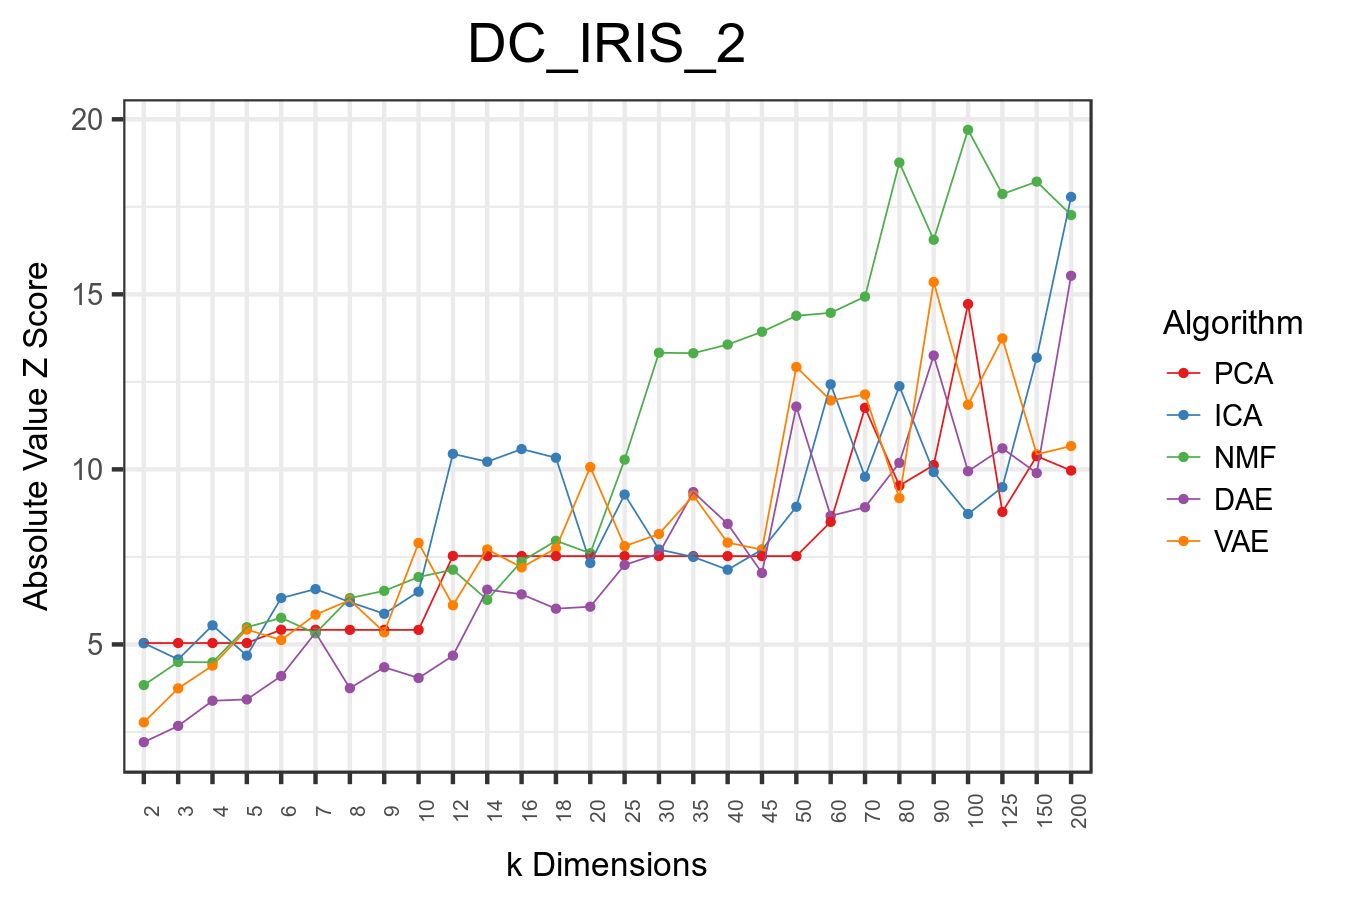 DC_IRIS_2
Absolute Value Z Score
20
15
10
5
2 3 4 5 6 7 8 9 10 12 14 16 18 20 25 30 35 40 45 50 60 70 80 90 100 125 150 200
k Dimensions
Algorithm
PCA
ICA
NMF
DAE
VAE